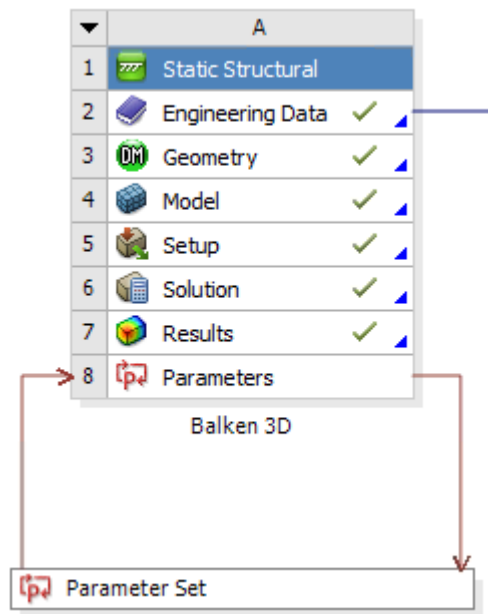 A
1 Static Structural
2 Engineering Data
3 DM Geometry
4 Model
5 Setup
6 Solution
7 Results
8 p Parameters
Balken 3D
p Parameter Set